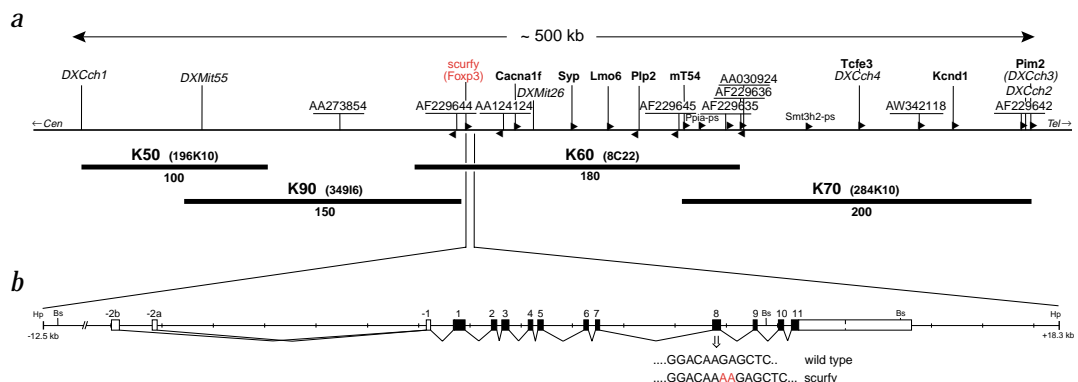 a
~ 500 kb
scurfy
(Foxp3)
DXCch1
DXMit55
AA273854
AF229644
AA124124
Cacna1f
DXMit26
Syp
Lmo6
Plp2
mT54
AF229645
Ppia-ps
AA030924
AF229636
AF229635
Smt3h2-ps
Tcfe3
DXCch4
AW342118
Kcnd1
Pim2
(DXCch3)
DXCch2
AF229642
←Cen
Tel→
K50 (196K10)
100
K90 (349I6)
150
K60 (8C22)
180
K70 (284K10)
200
b
Hp Bs -2b -2a -1 1 2 3 4 5 6 7 8 9 Bs 10 11 Bs Hp
-12.5 kb
+18.3 kb
....GGACAAGAGCTC.. wild type
....GGACAAAAGAGCTC... scurfy